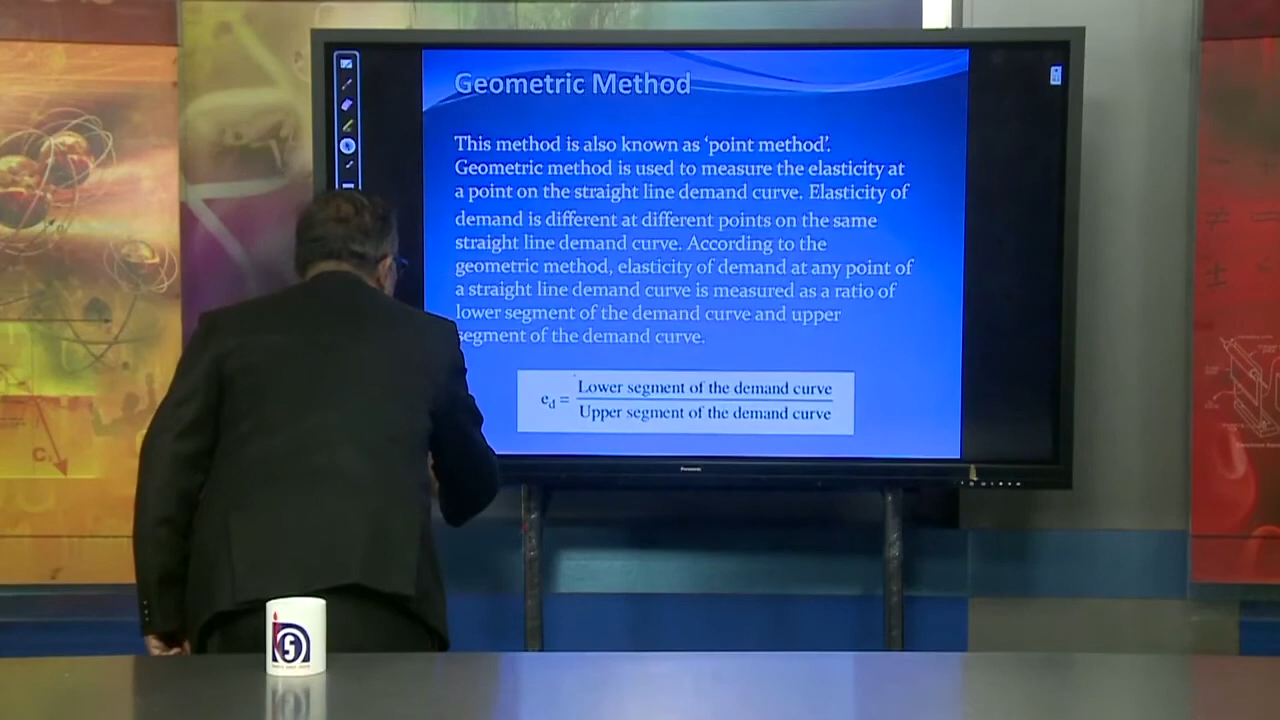 Geometric Method
This method is also known as ‘point method’.
Geometric method is used to measure the elasticity at
a point on the straight line demand curve. Elasticity of
demand is different at different points on the same
straight line demand curve. According to the
geometric method, elasticity of demand at any point of
a straight line demand curve is measured as a ratio of
lower segment of the demand curve and upper
segment of the demand curve.
e_d = Lower segment of the demand curve
Upper segment of the demand curve
Panasonic
C.